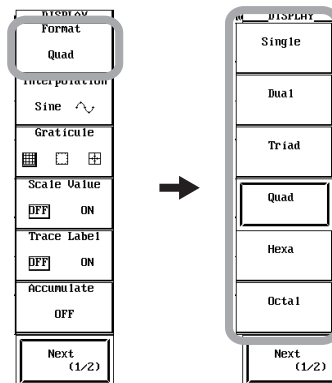 DISPLAY
Format
Quad
Interpolation
Sine
Graticule
Scale Value
OFF ON
Trace Label
OFF ON
Accumulate
OFF
Next
(1/2)
DISPLAY
Single
Dual
Triad
Quad
Hexa
Octal
Next
(1/2)